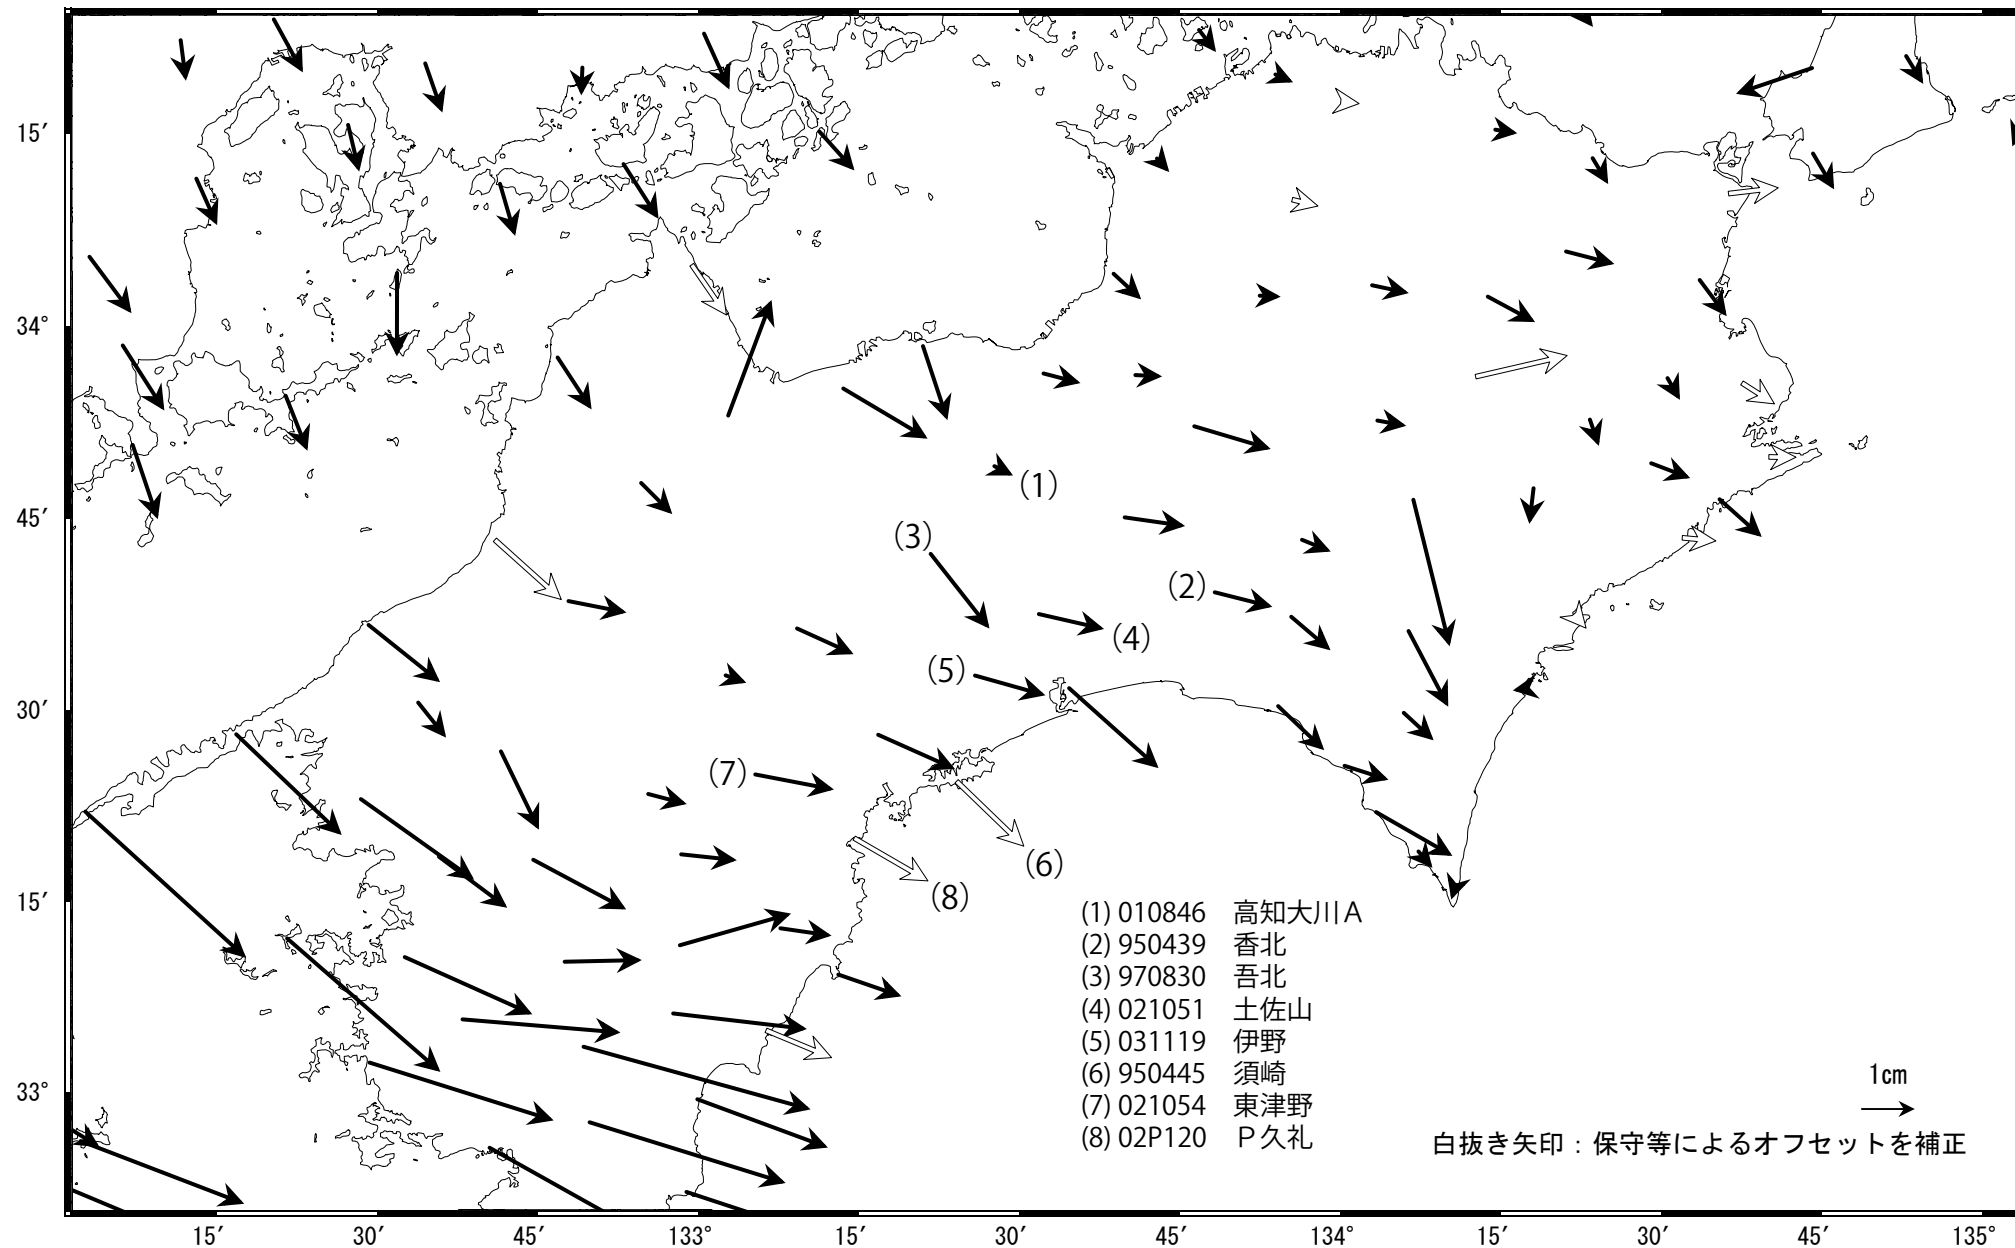 15′
34°
45′
30′
15′
33°
(1)
(3)
(2)
(4)
(5)
(7)
(6)
(8)
(1) 010846 高知大川A
(2) 950439 香北
(3) 970830 吾北
(4) 021051 土佐山
(5) 031119 伊野
(6) 950445 須崎
(7) 021054 東津野
(8) 02P120 P久礼
1cm
白抜き矢印：保守等によるオフセットを補正
15′ 30′ 45′ 133° 15′ 30′ 45′ 134° 15′ 30′ 45′ 135°